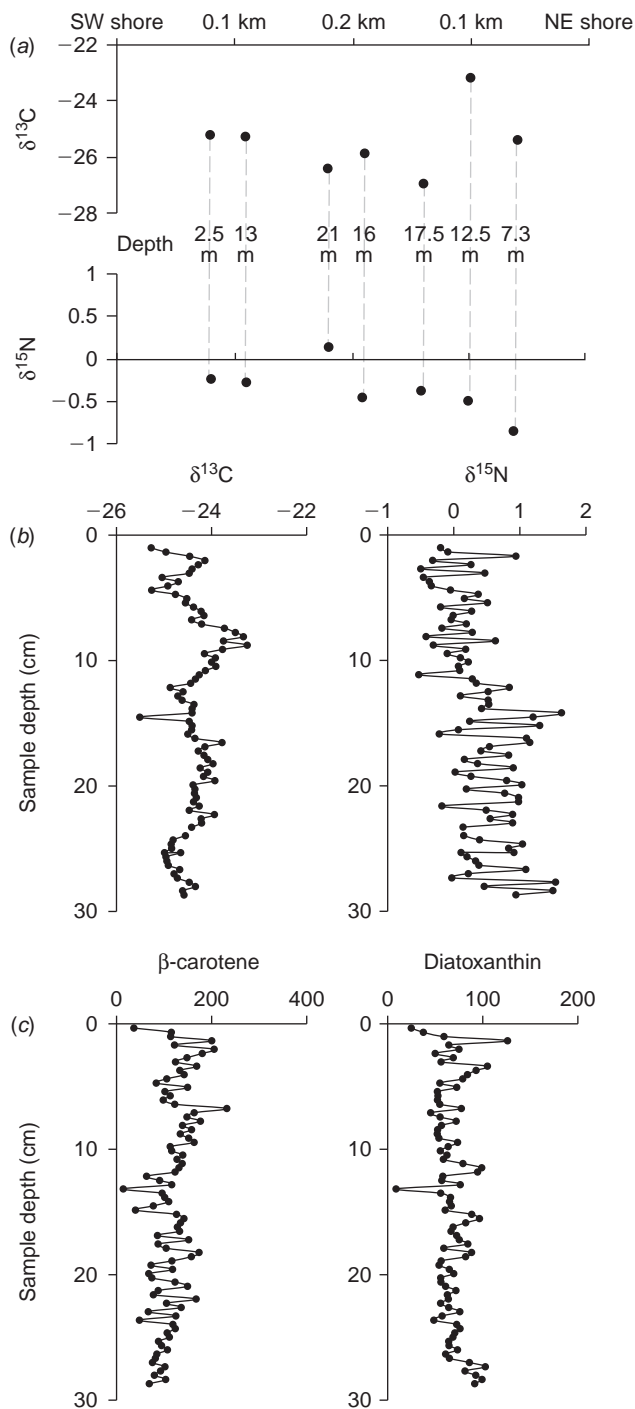 SW shore 0.1 km 0.2 km 0.1 km NE shore
(a)
−22
−24
−26
−28
δ13C
Depth 2.5 m 13 m 21 m 16 m 17.5 m 12.5 m 7.3 m
1
0.5
0
−0.5
−1
δ15N
δ13C δ15N
−26 −24 −22 −1 0 1 2
(b)
0 0
10 10
20 20
30 30
Sample depth (cm)
β-carotene Diatoxanthin
0 200 400 0 100 200
(c)
0 0
10 10
20 20
30 30
Sample depth (cm)